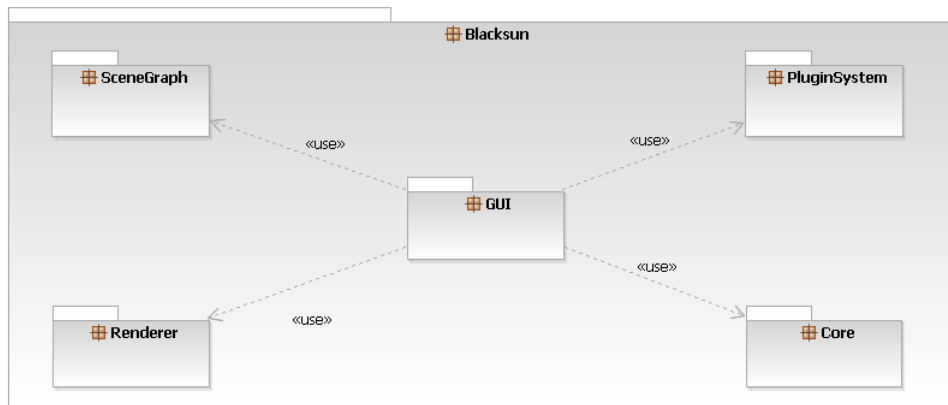 Blacksun
SceneGraph
PluginSystem
«use»
«use»
GUI
«use»
«use»
Renderer
Core